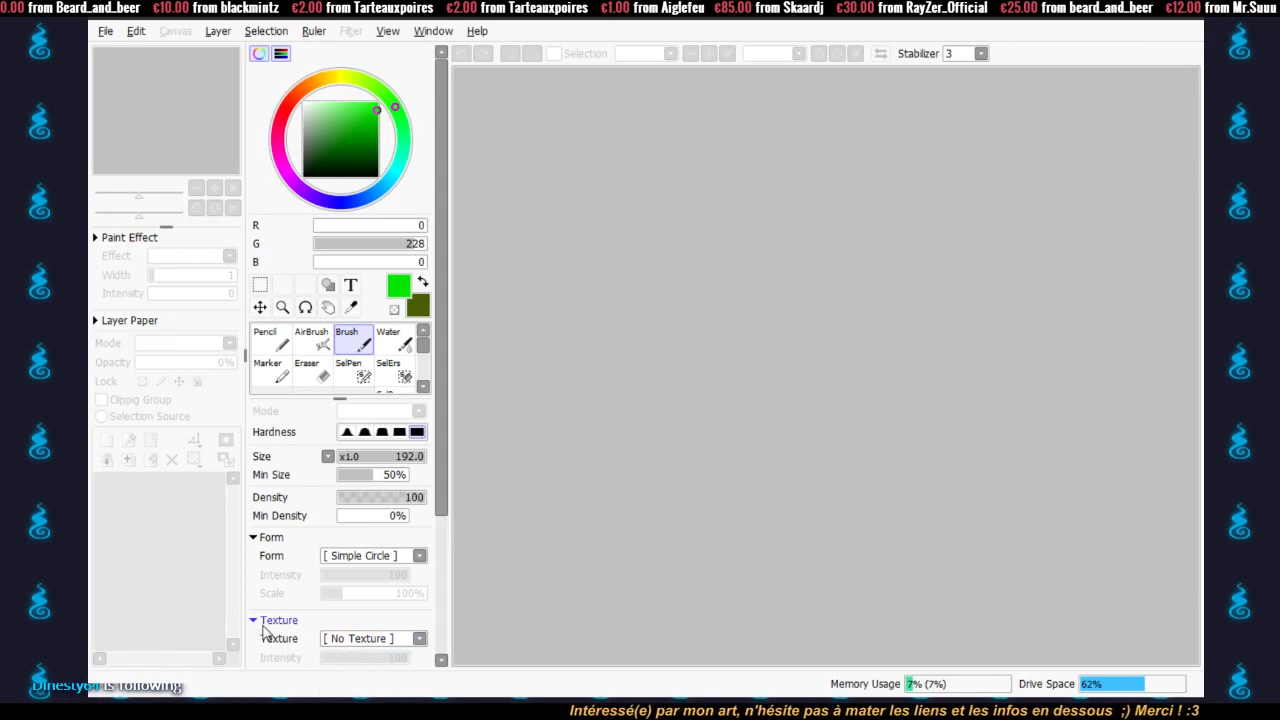 0.00 from Beard_and_beer €10.00 from blackmintz €2.00 from Tarteauxpoires €2.00 from Tarteauxpoires €1.00 from Aiglefeu €85.00 from Skaardj €30.00 from RayZer_Official €25.00 from beard_and_beer €12.00 from Mr.Suuu
File Edit Canvas Layer Selection Ruler Filter View Window Help
Selection Stabilizer 3
R 0
G 228
B 0
Paint Effect
Effect
Width 1
Intensity 0
T
Layer Paper
Mode
Opacity 0%
Lock
Clippig Group
Selection Source
Pencil AirBrush Brush Water
Marker Eraser SelPen SelErs
Mode
Hardness
Size x1.0 192.0
Min Size 50%
Density 100
Min Density 0%
Form
Form [ Simple Circle ]
Intensity 100
Scale 100%
Texture
Texture [ No Texture ]
Intensity 100
is following
Memory Usage 7% (7%) Drive Space 62%
Intéressé(e) par mon art, n'hésite pas à mater les liens et les infos en dessous ;) Merci ! :3